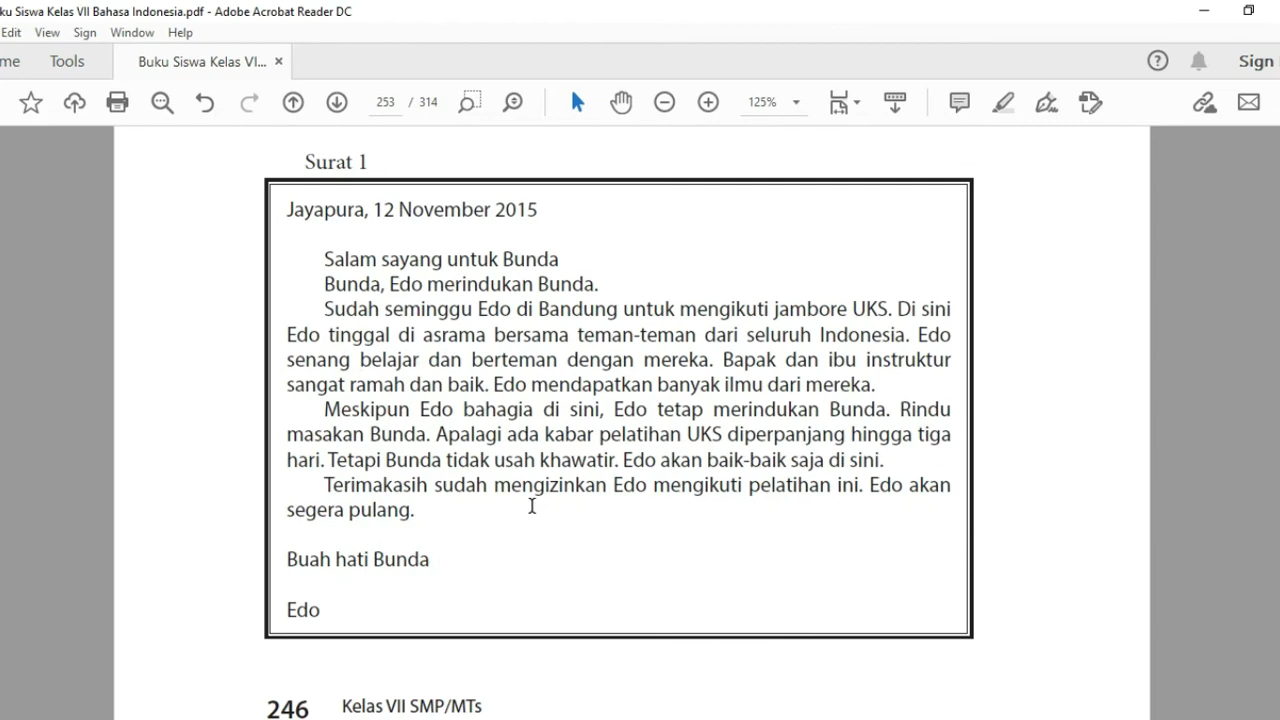 ku Siswa Kelas VII Bahasa Indonesia.pdf - Adobe Acrobat Reader DC
Edit View Sign Window Help
me Tools Buku Siswa Kelas VI... ×
Sign
253 / 314 125%
Surat 1
Jayapura, 12 November 2015
Salam sayang untuk Bunda
Bunda, Edo merindukan Bunda.
Sudah seminggu Edo di Bandung untuk mengikuti jambore UKS. Di sini
Edo tinggal di asrama bersama teman-teman dari seluruh Indonesia. Edo
senang belajar dan berteman dengan mereka. Bapak dan ibu instruktur
sangat ramah dan baik. Edo mendapatkan banyak ilmu dari mereka.
Meskipun Edo bahagia di sini, Edo tetap merindukan Bunda. Rindu
masakan Bunda. Apalagi ada kabar pelatihan UKS diperpanjang hingga tiga
hari. Tetapi Bunda tidak usah khawatir. Edo akan baik-baik saja di sini.
Terimakasih sudah mengizinkan Edo mengikuti pelatihan ini. Edo akan
segera pulang.
Buah hati Bunda
Edo
246 Kelas VII SMP/MTs